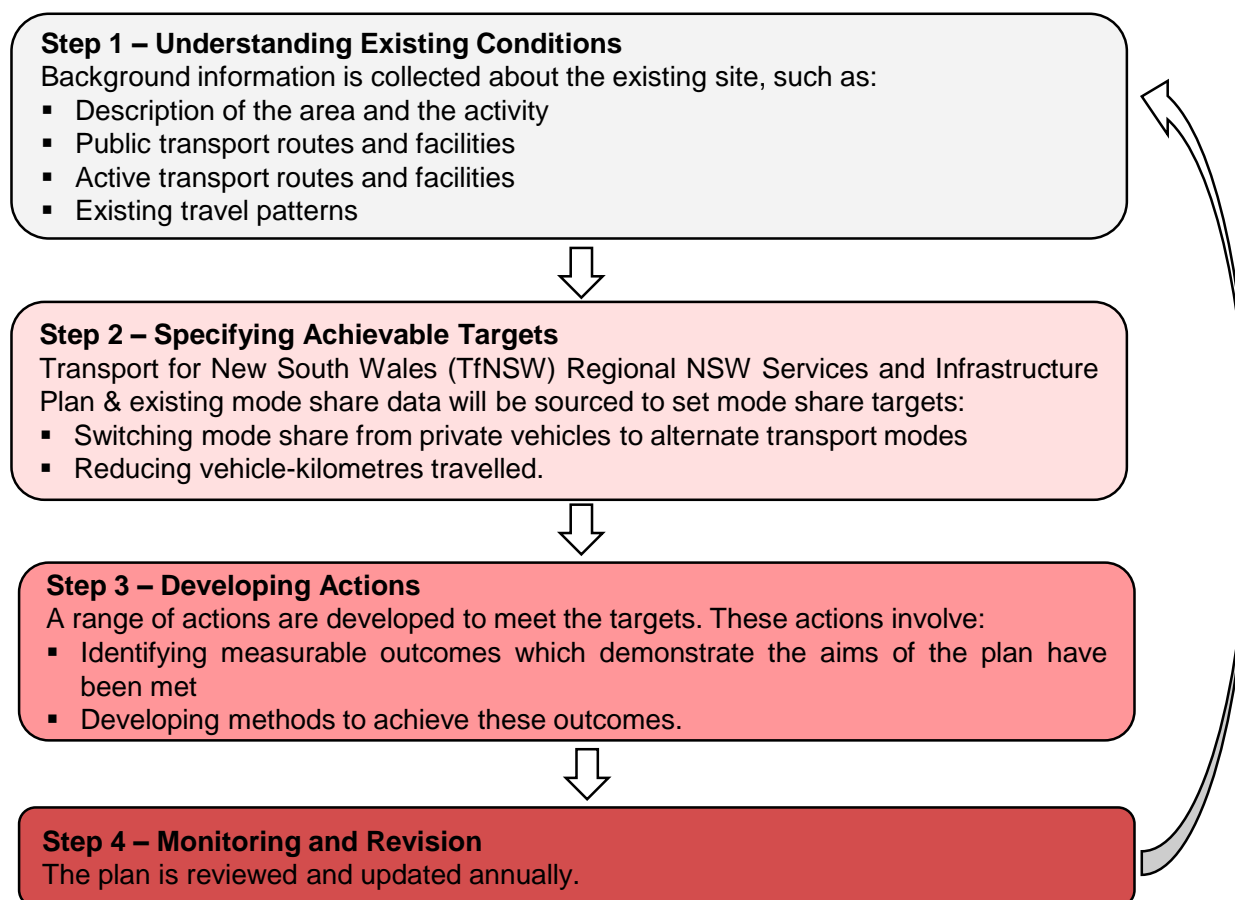 Step 1 – Understanding Existing Conditions
Background information is collected about the existing site, such as:
▪ Description of the area and the activity
▪ Public transport routes and facilities
▪ Active transport routes and facilities
▪ Existing travel patterns
Step 2 – Specifying Achievable Targets
Transport for New South Wales (TfNSW) Regional NSW Services and Infrastructure
Plan & existing mode share data will be sourced to set mode share targets:
▪ Switching mode share from private vehicles to alternate transport modes
▪ Reducing vehicle-kilometres travelled.
Step 3 – Developing Actions
A range of actions are developed to meet the targets. These actions involve:
▪ Identifying measurable outcomes which demonstrate the aims of the plan have
been met
▪ Developing methods to achieve these outcomes.
Step 4 – Monitoring and Revision
The plan is reviewed and updated annually.